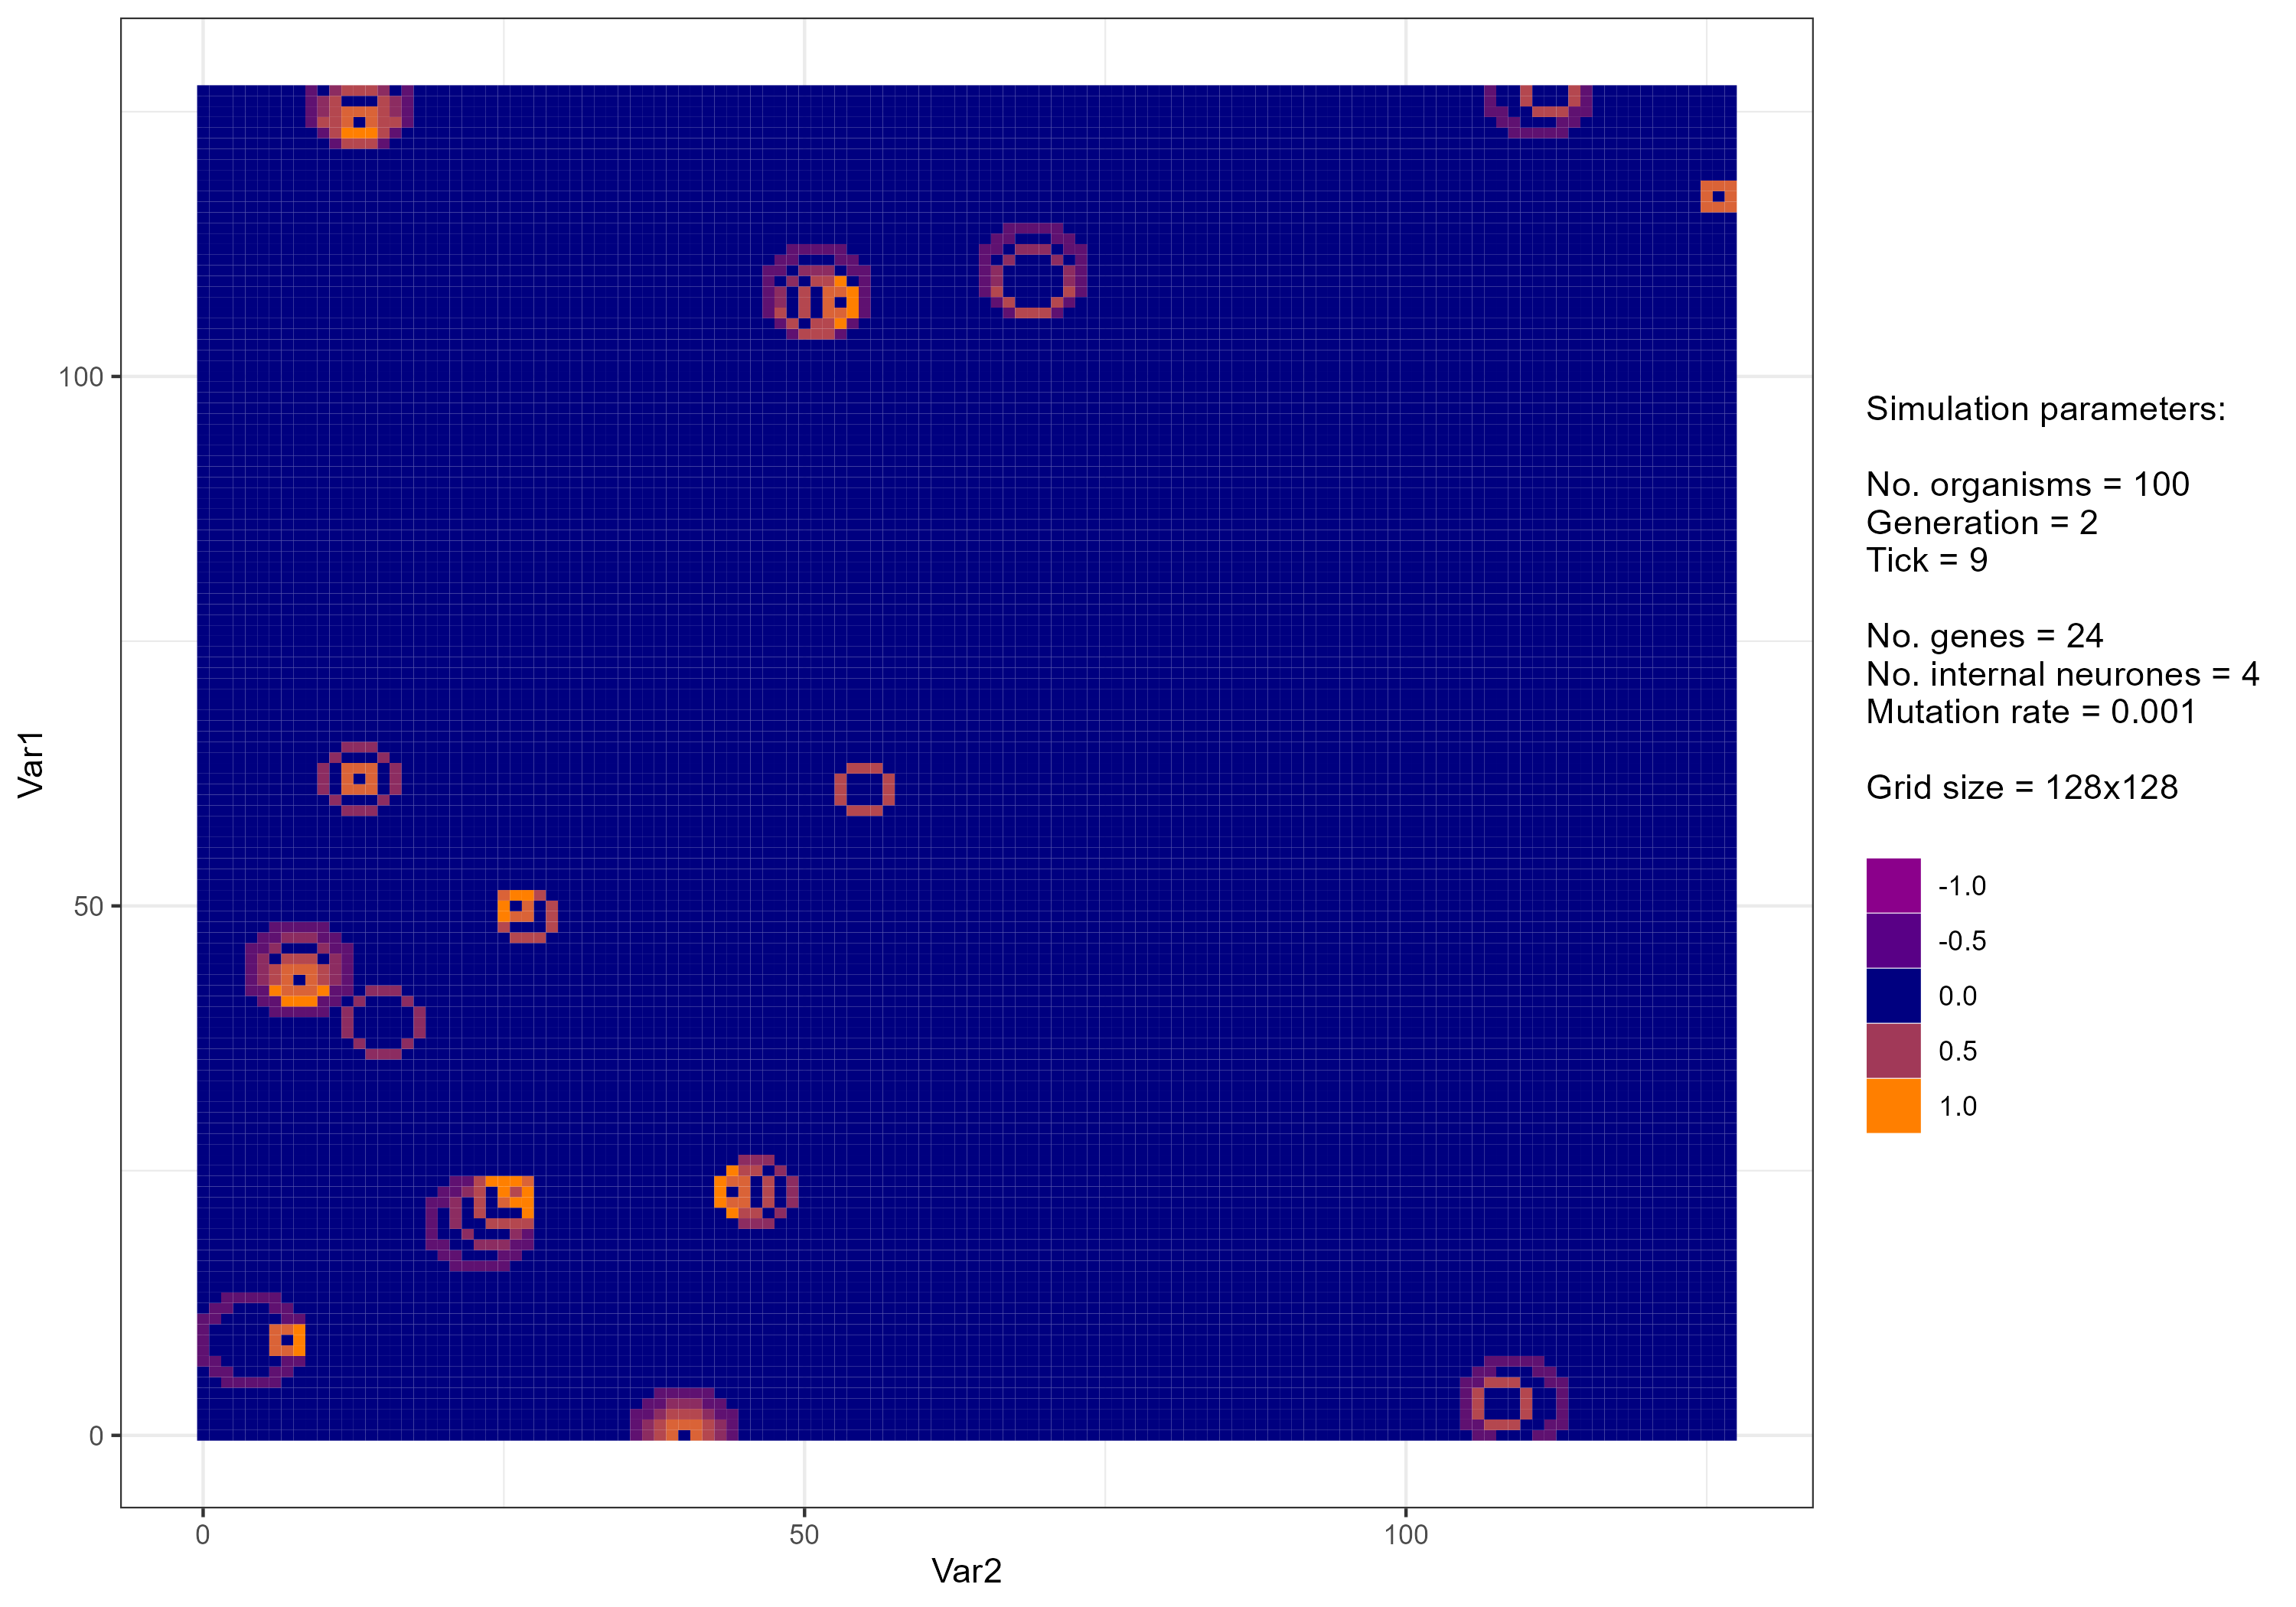 Var1
100
50
0
0
50
100
Var2
Simulation parameters:
No. organisms = 100
Generation = 2
Tick = 9
No. genes = 24
No. internal neurones = 4
Mutation rate = 0.001
Grid size = 128x128
-1.0
-0.5
0.0
0.5
1.0